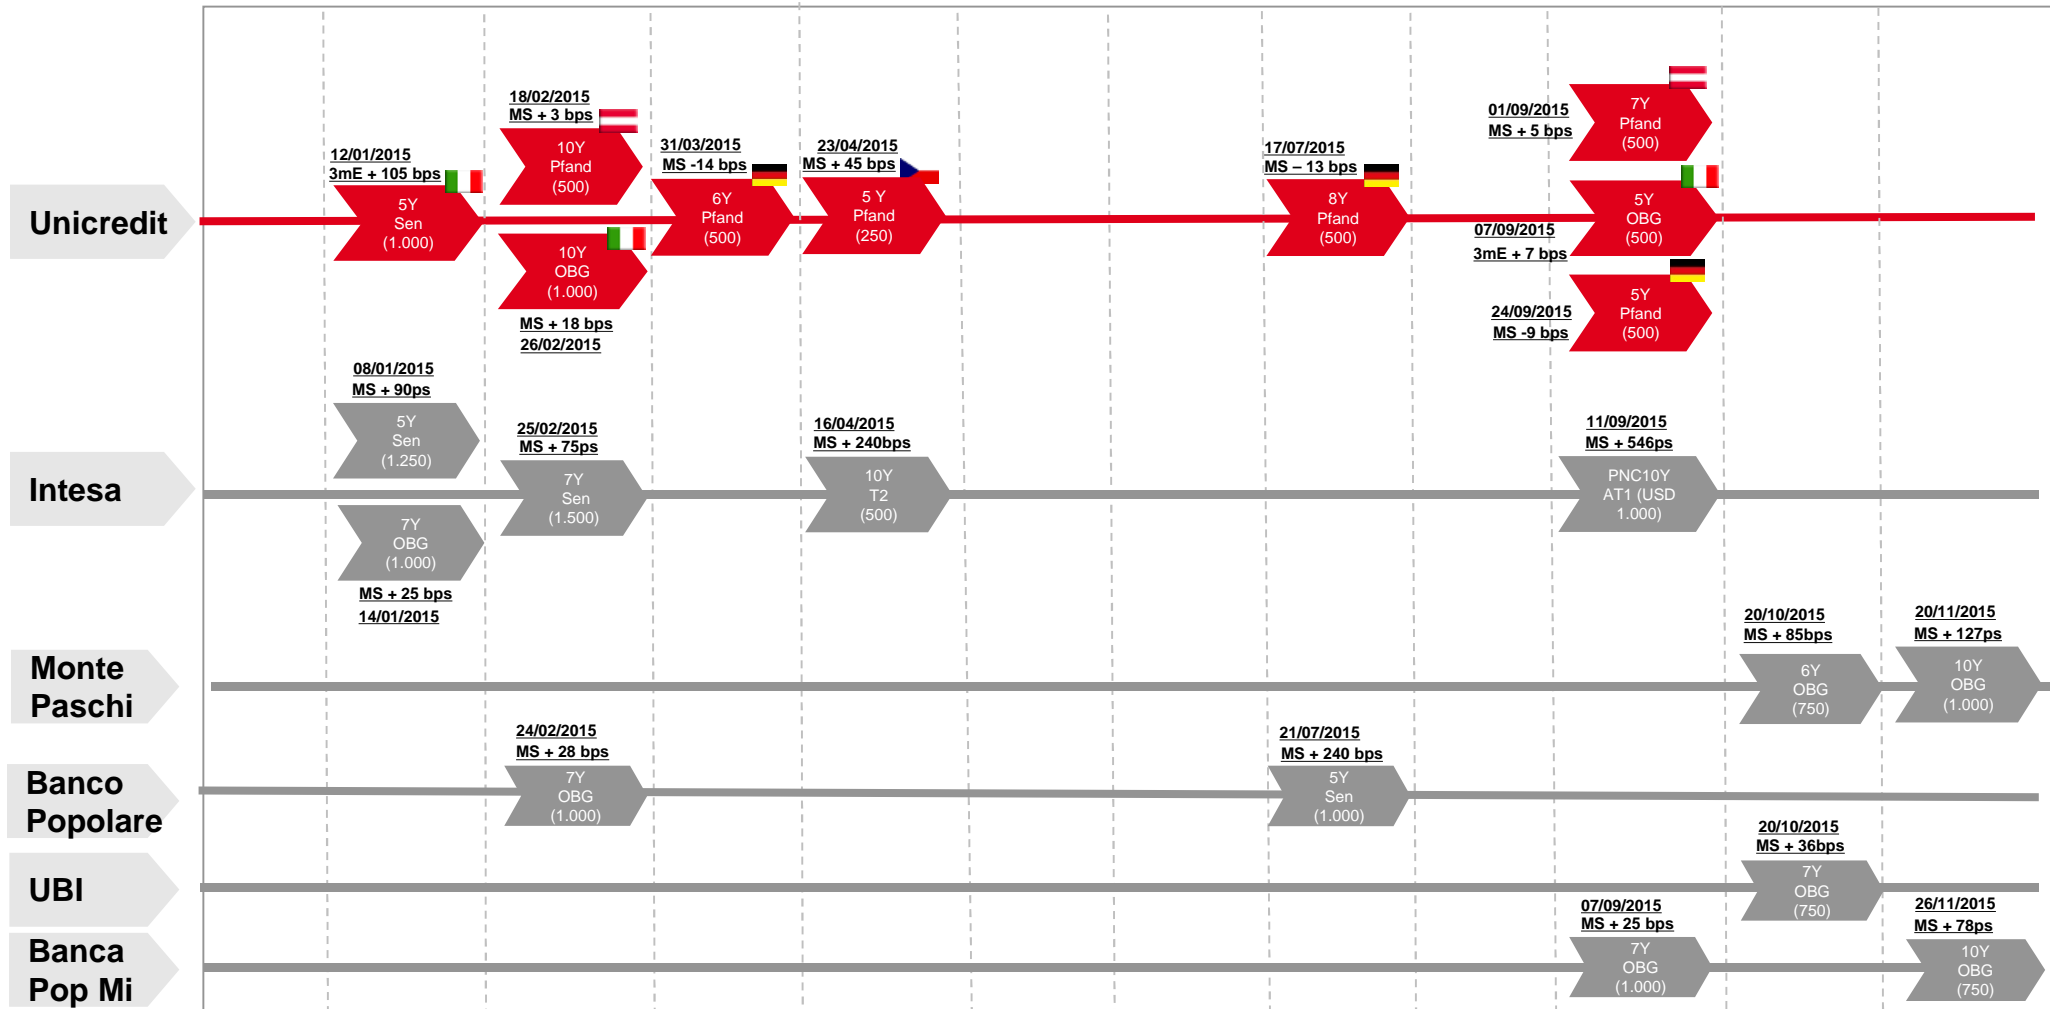 Unicredit
12/01/2015
3mE + 105 bps
5Y
Sen
(1.000)
18/02/2015
MS + 3 bps
10Y
Pfand
(500)
10Y
OBG
(1.000)
MS + 18 bps
26/02/2015
31/03/2015
MS -14 bps
6Y
Pfand
(500)
23/04/2015
MS + 45 bps
5 Y
Pfand
(250)
17/07/2015
MS – 13 bps
8Y
Pfand
(500)
01/09/2015
MS + 5 bps
7Y
Pfand
(500)
5Y
OBG
(500)
07/09/2015
3mE + 7 bps
24/09/2015
MS -9 bps
5Y
Pfand
(500)
Intesa
08/01/2015
MS + 90ps
5Y
Sen
(1.250)
7Y
OBG
(1.000)
MS + 25 bps
14/01/2015
25/02/2015
MS + 75ps
7Y
Sen
(1.500)
16/04/2015
MS + 240bps
10Y
T2
(500)
11/09/2015
MS + 546ps
PNC10Y
AT1 (USD
1.000)
Monte
Paschi
20/10/2015
MS + 85bps
6Y
OBG
(750)
20/11/2015
MS + 127ps
10Y
OBG
(1.000)
Banco
Popolare
24/02/2015
MS + 28 bps
7Y
OBG
(1.000)
21/07/2015
MS + 240 bps
5Y
Sen
(1.000)
UBI
20/10/2015
MS + 36bps
7Y
OBG
(750)
Banca
Pop Mi
07/09/2015
MS + 25 bps
7Y
OBG
(1.000)
26/11/2015
MS + 78ps
10Y
OBG
(750)